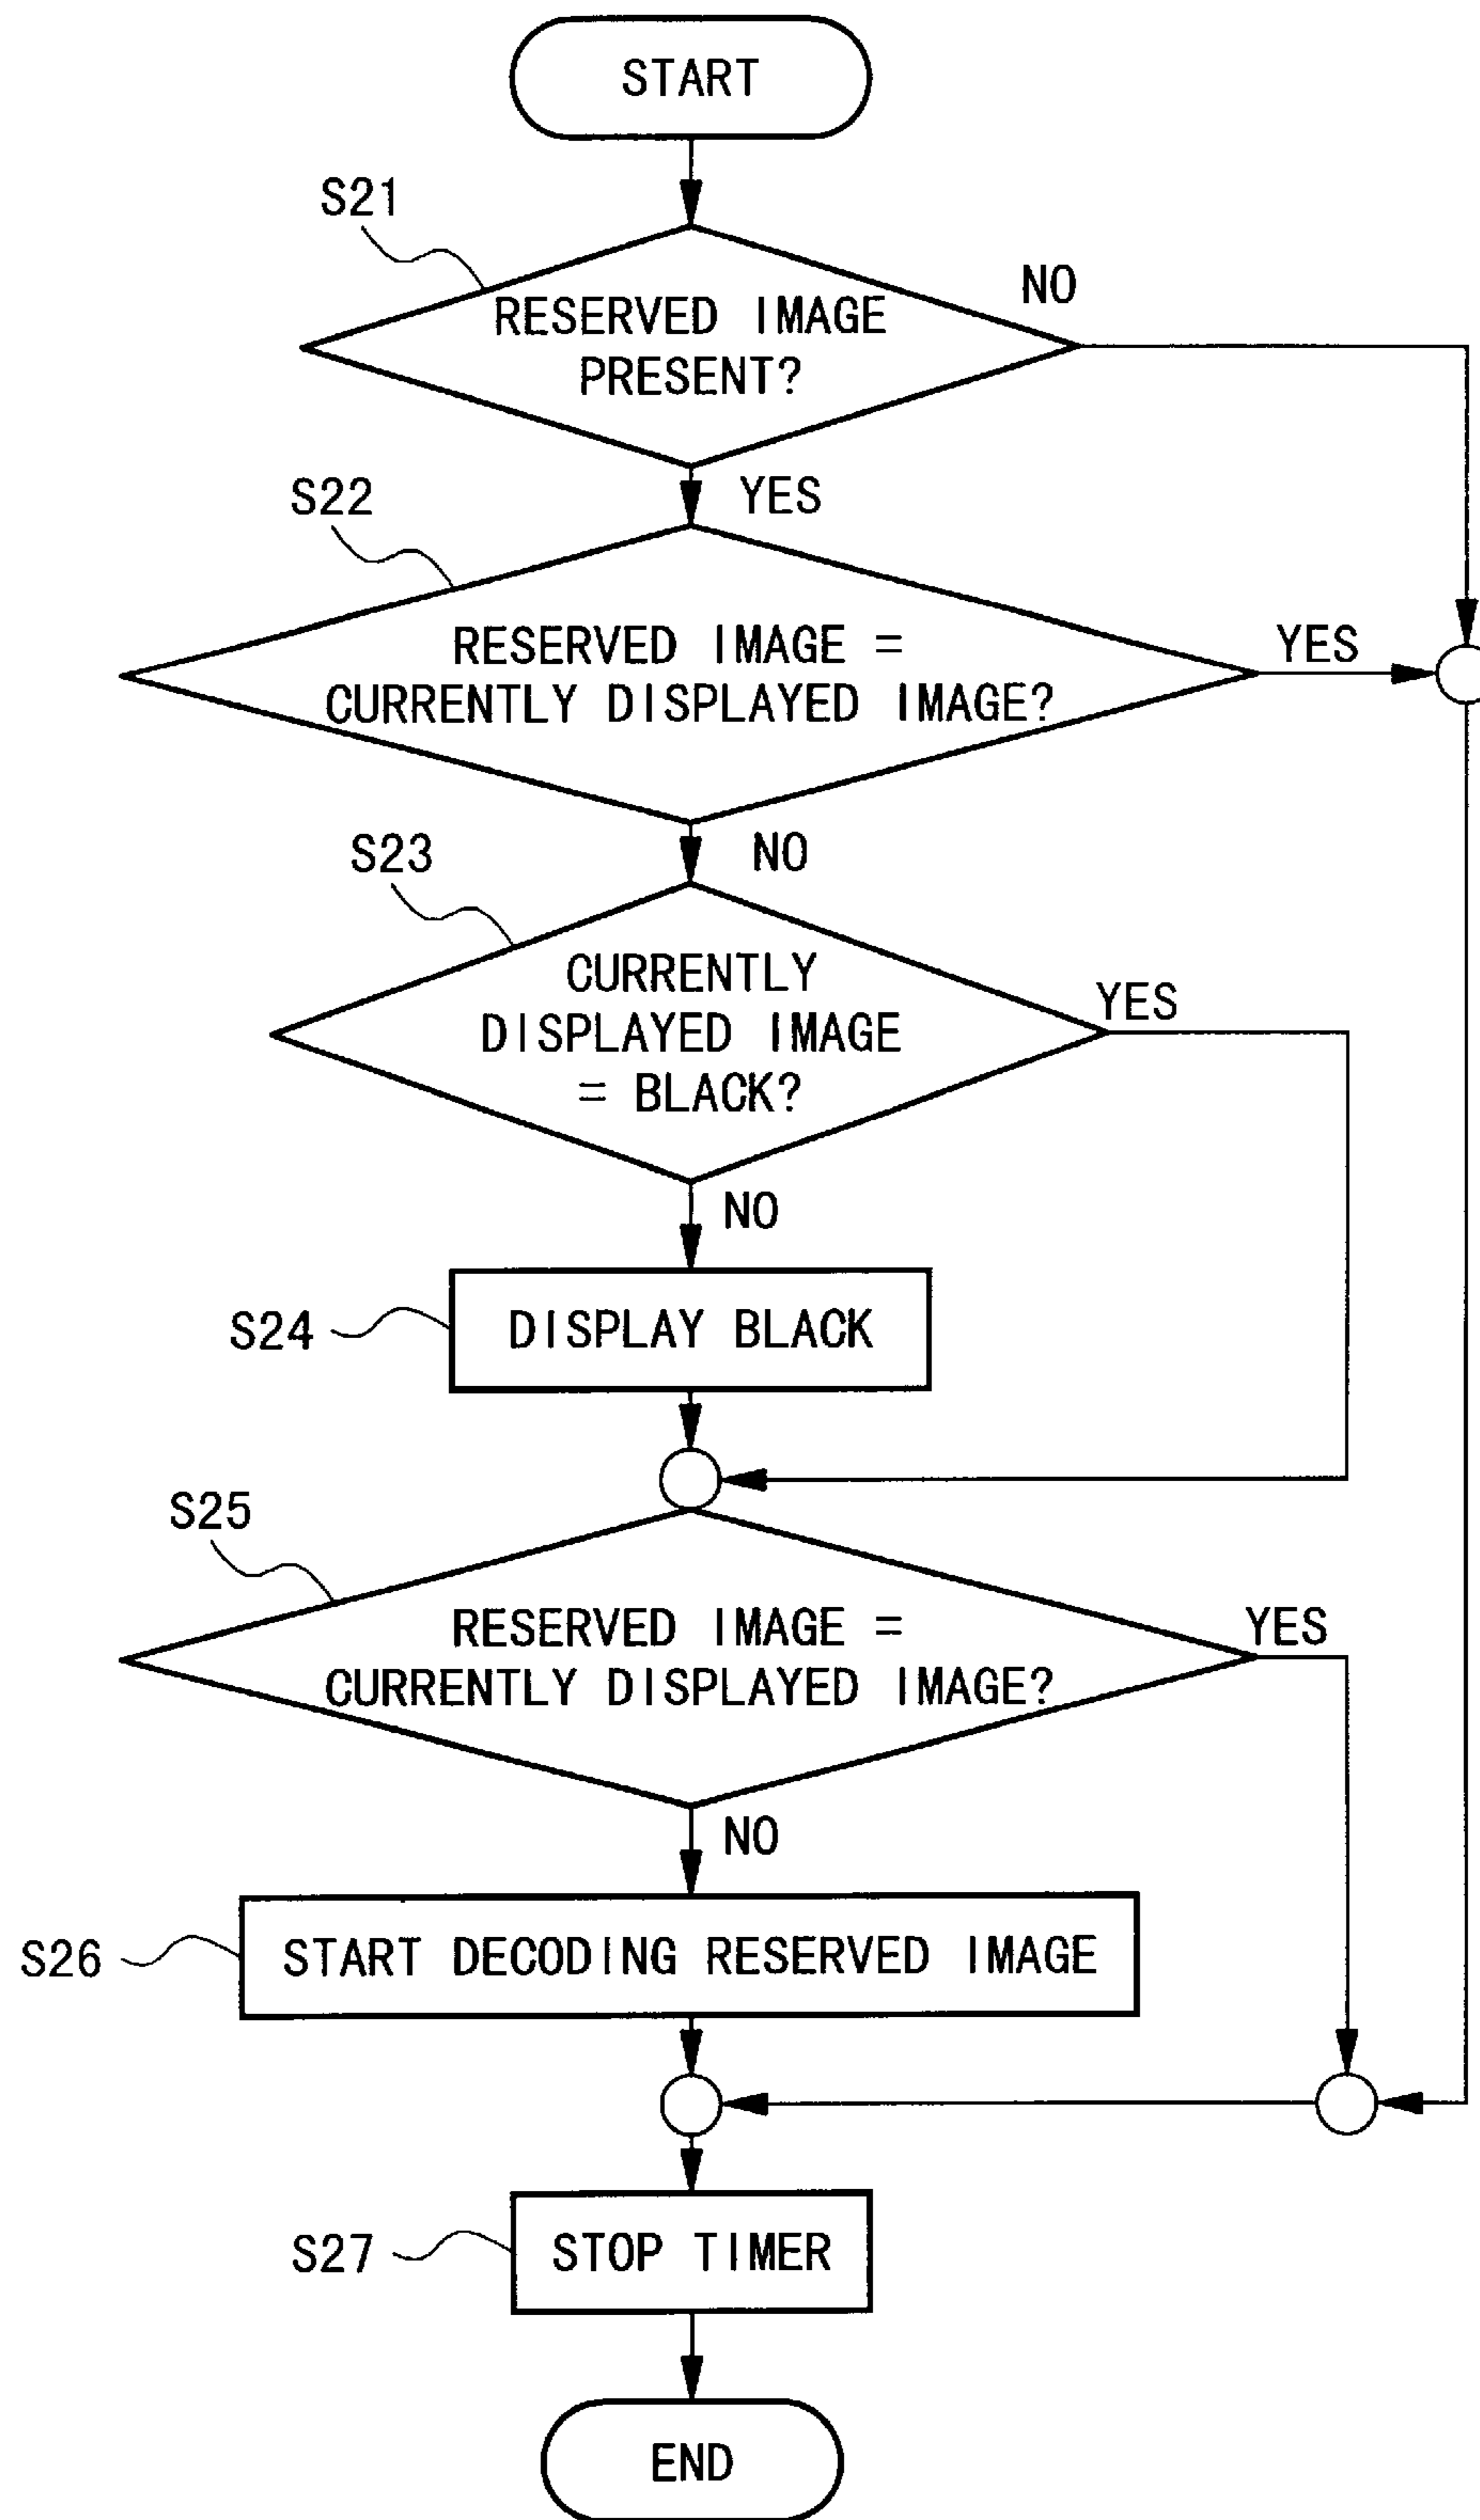 START
S21
NO
RESERVED IMAGE
PRESENT?
S22
YES
RESERVED IMAGE =
CURRENTLY DISPLAYED IMAGE?
YES
S23
NO
CURRENTLY
DISPLAYED IMAGE
= BLACK?
YES
NO
S24
DISPLAY BLACK
S25
RESERVED IMAGE =
CURRENTLY DISPLAYED IMAGE?
YES
NO
S26
START DECODING RESERVED IMAGE
S27
STOP TIMER
END